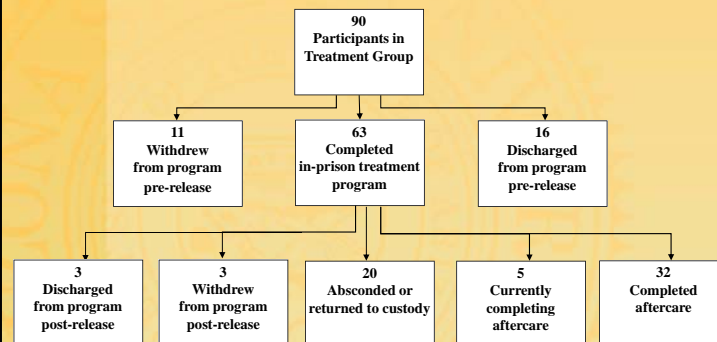 90
Participants in
Treatment Group
11
Withdrew
from program
pre-release
63
Completed
in-prison treatment
program
16
Discharged
from program
pre-release
3
Discharged
from program
post-release
3
Withdrew
from program
post-release
20
Absconded or
returned to custody
5
Currently
completing
aftercare
32
Completed
aftercare